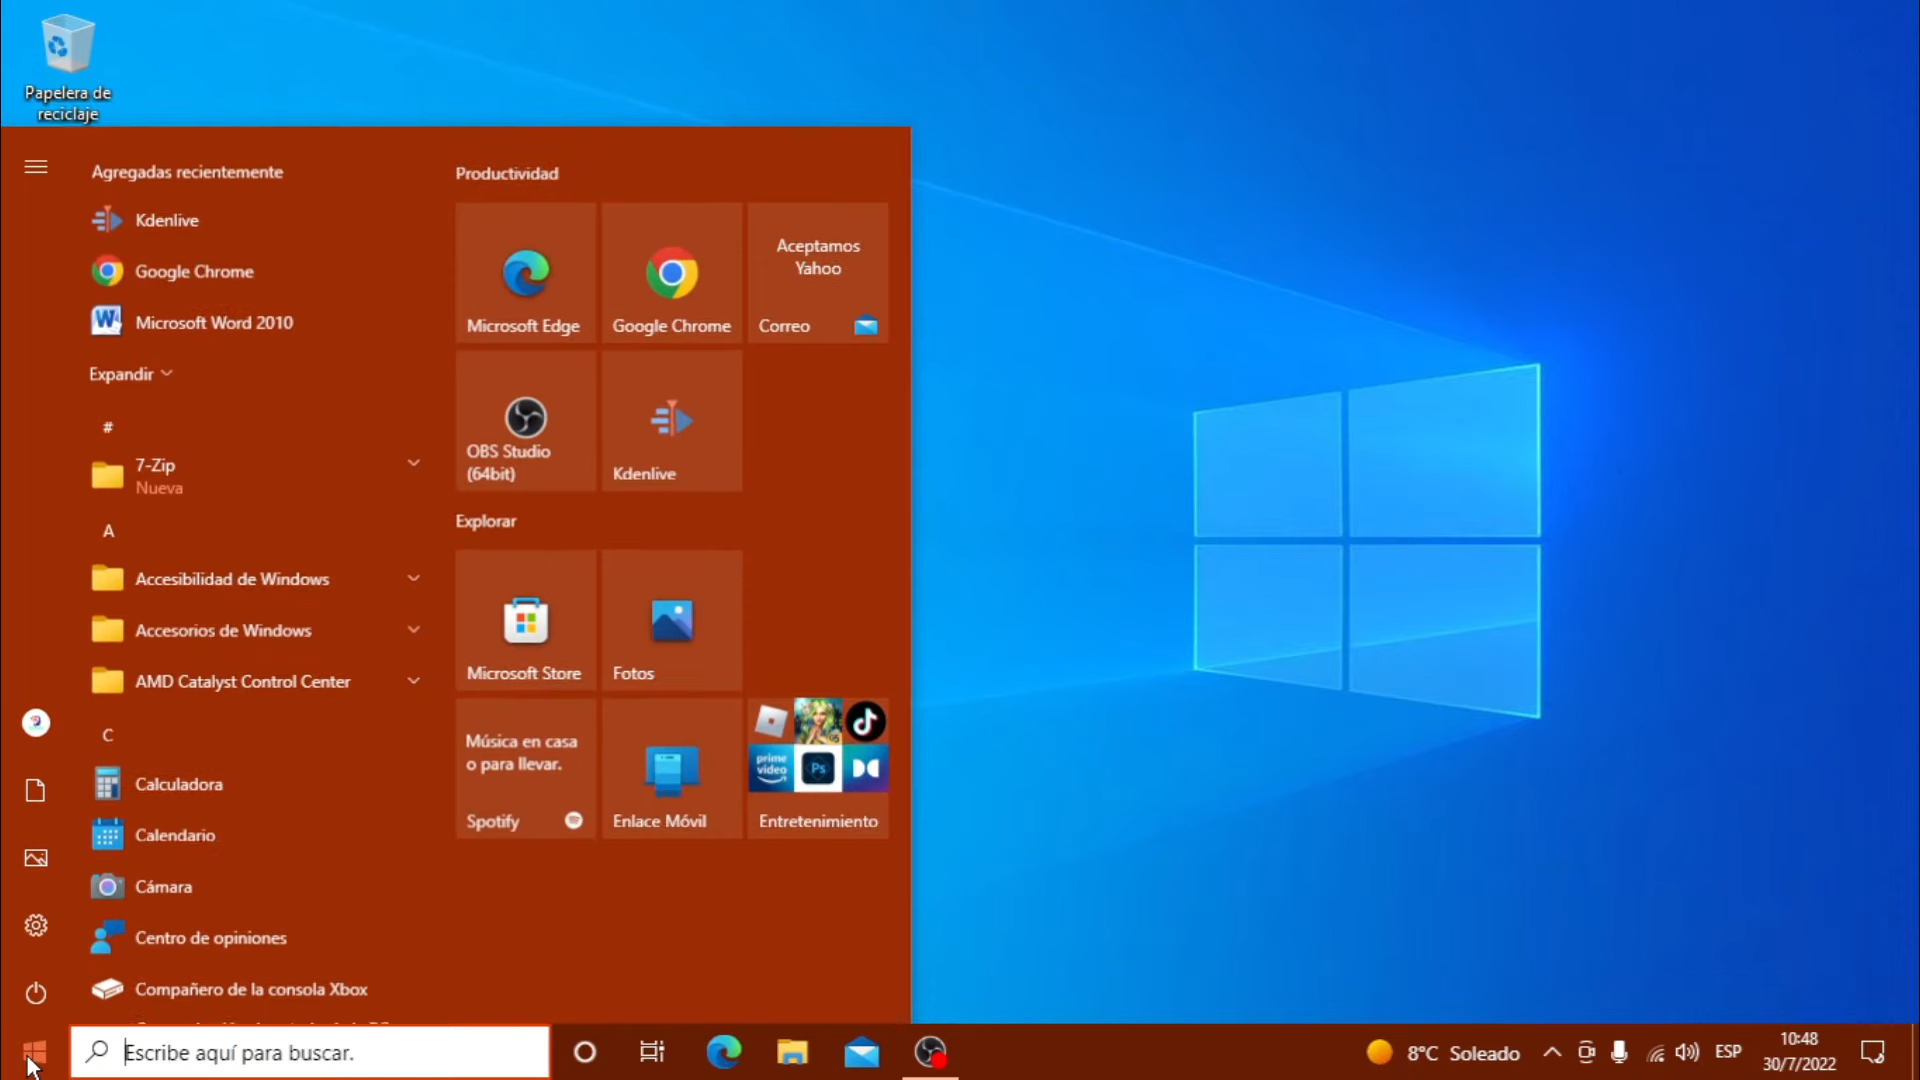 Papelera de
reciclaje
Agregadas recientemente
Kdenlive
Google Chrome
Microsoft Word 2010
Expandir
#
7-Zip
Nueva
A
Accesibilidad de Windows
Accesorios de Windows
AMD Catalyst Control Center
C
Calculadora
Calendario
Cámara
Centro de opiniones
Compañero de la consola Xbox
Productividad
Microsoft Edge
Google Chrome
Aceptamos
Yahoo
Correo
OBS Studio
(64bit)
Kdenlive
Explorar
Microsoft Store
Fotos
Música en casa
o para llevar.
Spotify
Enlace Móvil
prime
video
Ps
Entretenimiento
Escribe aquí para buscar.
8°C Soleado
ESP
10:48
30/7/2022